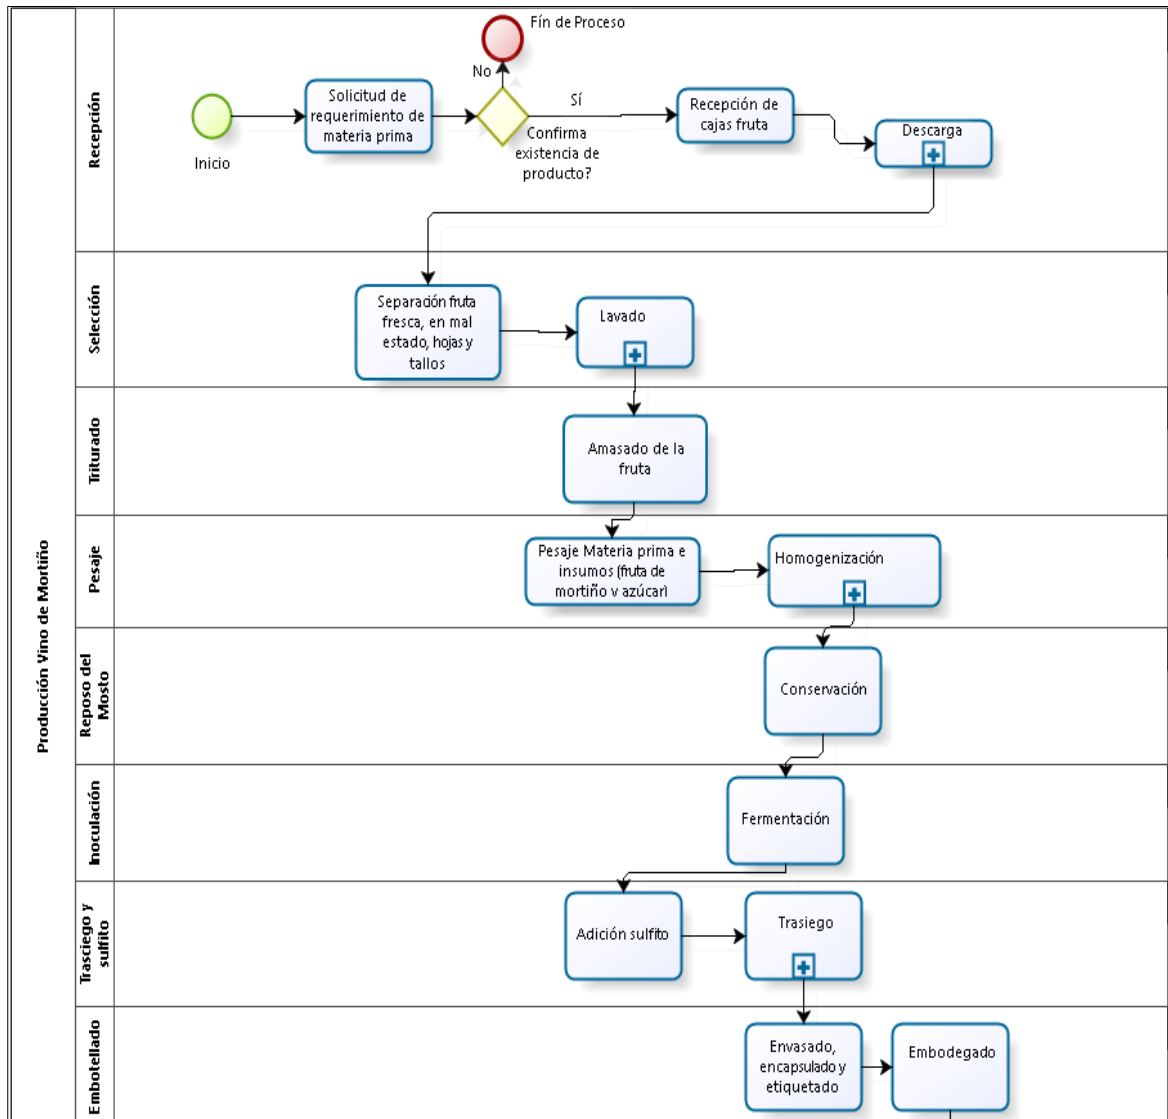 Producción Vino de Mortiño
Recepción
Inicio
Solicitud de
requerimiento de
materia prima
No
Fín de Proceso
Sí
Confirma
existencia de
producto?
Recepción de
cajas fruta
Descarga
Selección
Separación fruta
fresca, en mal
estado, hojas y
tallos
Lavado
Triturado
Amasado de la
fruta
Pesaje
Pesaje Materia prima e
insumos (fruta de
mortiño y azúcar)
Homogenización
Reposo del
Mosto
Conservación
Inoculación
Fermentación
Trasciego y
sulfito
Adición sulfito
Trasiego
Embotellado
Envasado,
encapsulado y
etiquetado
Embodegado